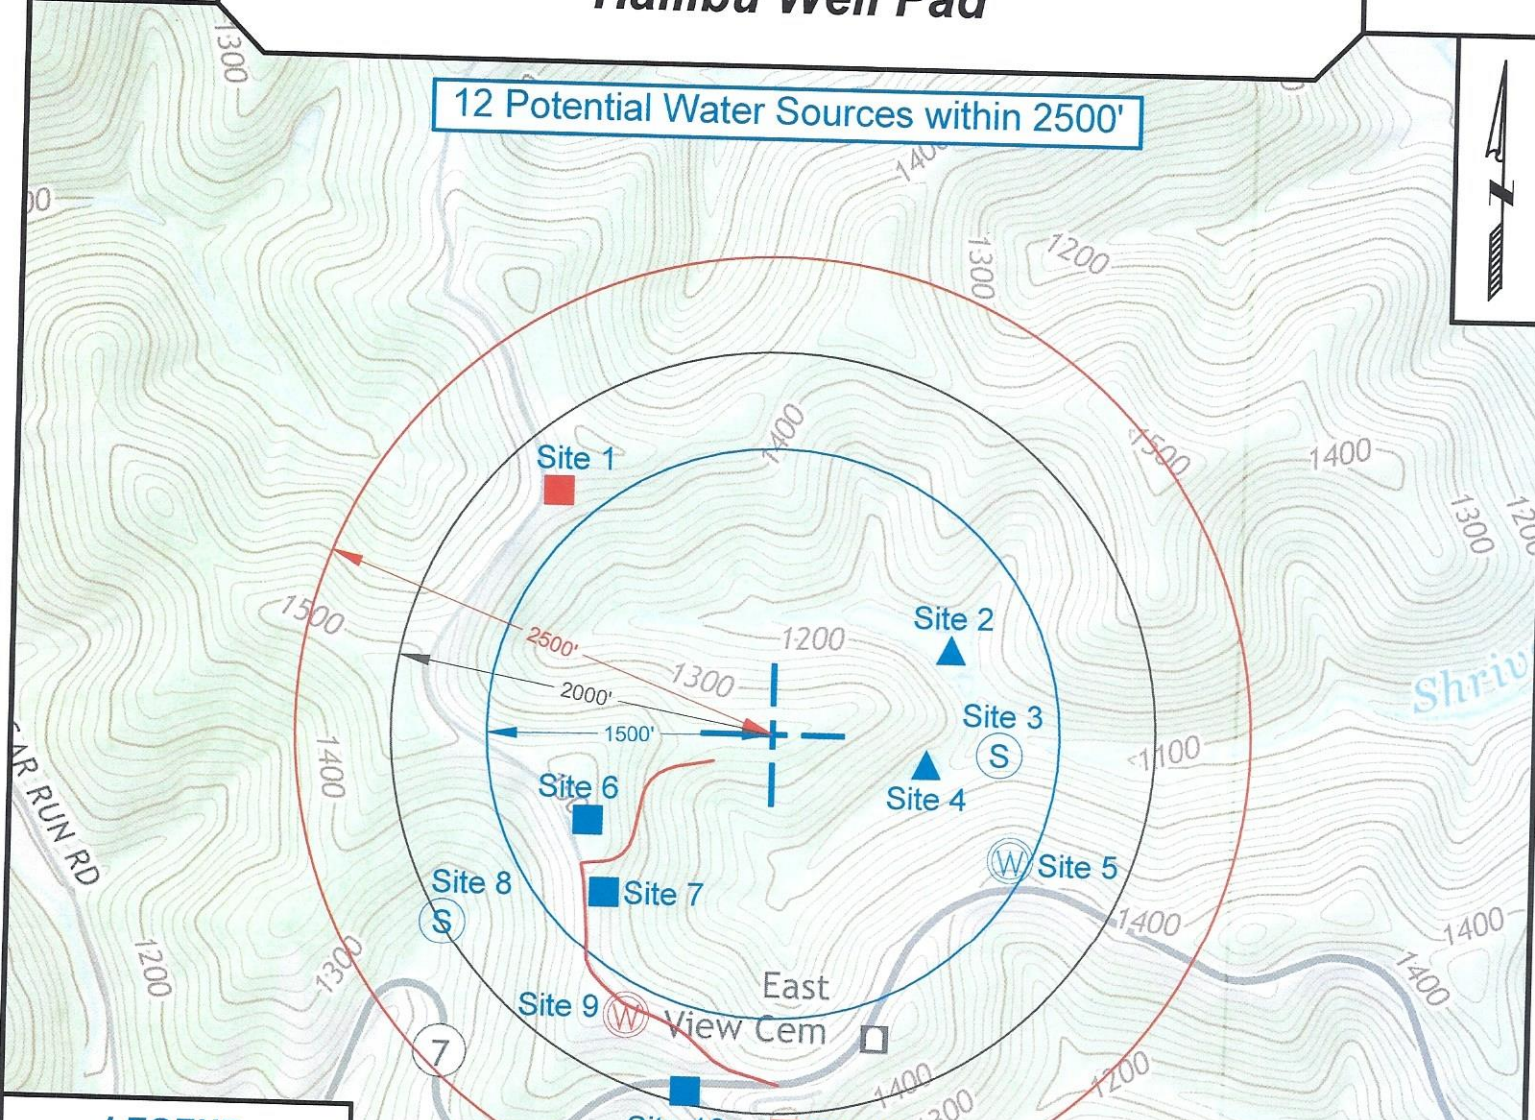 Well Pad
12 Potential Water Sources within 2500'
1300
1400
1300
1200
1400
1500
1400
1300
Site 1
1500
Site 2
2500'
1200
1300
2000'
Site 3
S
1500'
1100
1400
Site 6
Site 4
RUN RD
Site 5
W
Site 7
Site 8
S
1400
1400
1400
1200
1300
East
View Cem
Site 9
W
7
1400
1200